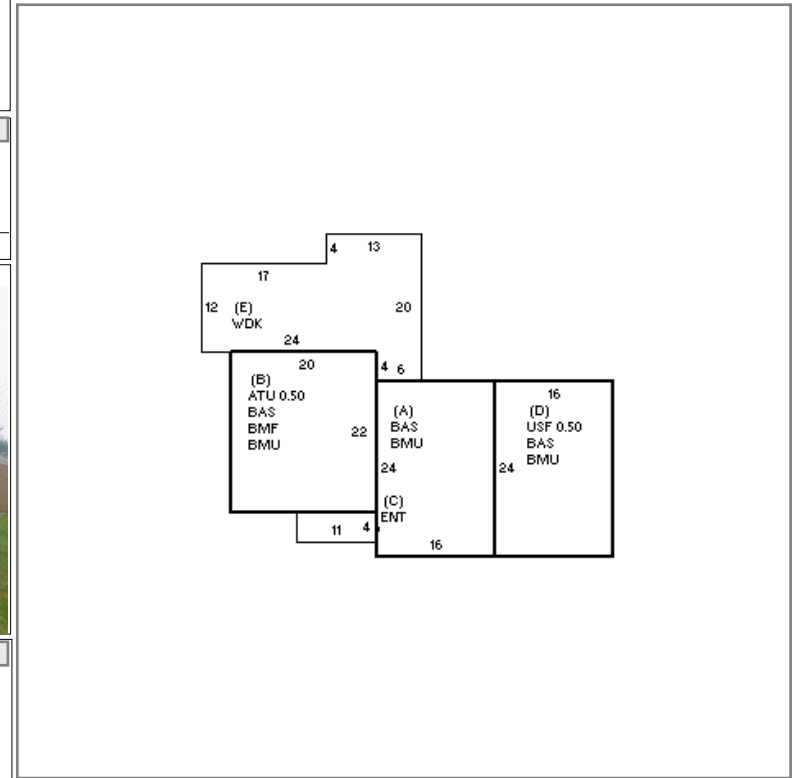 4 13
17
12 (E) 20
WDK
24
20 4 6
(B)
ATU 0.50
BAS
BMF
BMU
22
(A)
BAS
BMU
24
16
(D)
USF 0.50
BAS
BMU
24
(C)
ENT
11 4
16